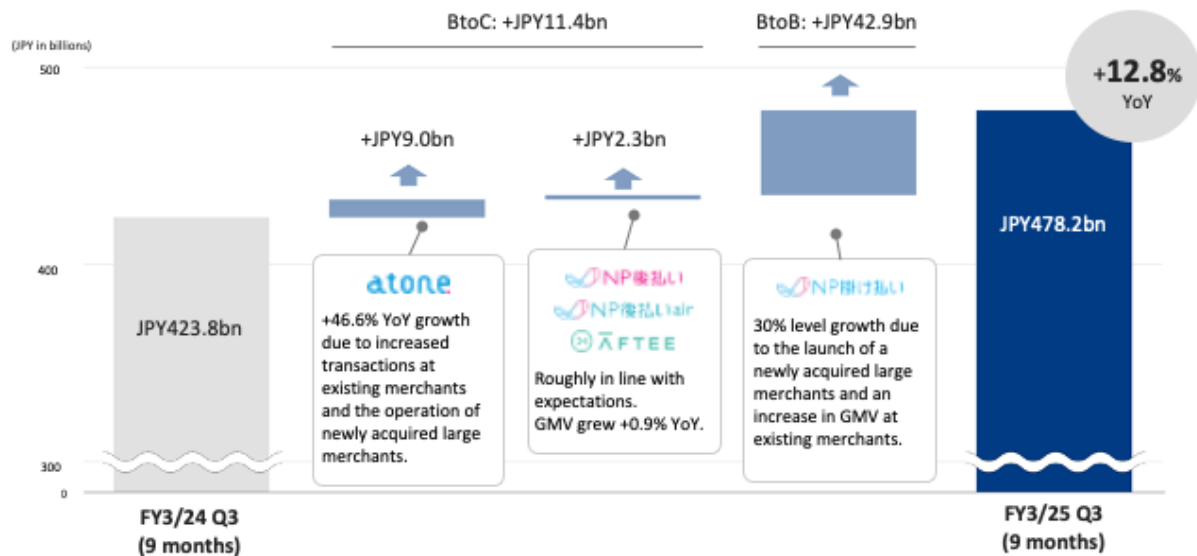 BtoC: +JPY11.4bn
BtoB: +JPY42.9bn
(JPY in billions)
500
+12.8%
YoY
+JPY9.0bn
+JPY2.3bn
JPY478.2bn
400
atone
NP後払い
NP後払いair
AFTEE
NP掛け払い
JPY423.8bn
+46.6% YoY growth
due to increased
transactions at
existing merchants
and the operation of
newly acquired large
merchants.
Roughly in line with
expectations.
GMV grew +0.9% YoY.
30% level growth due
to the launch of a
newly acquired large
merchants and an
increase in GMV at
existing merchants.
300
0
FY3/24 Q3
(9 months)
FY3/25 Q3
(9 months)